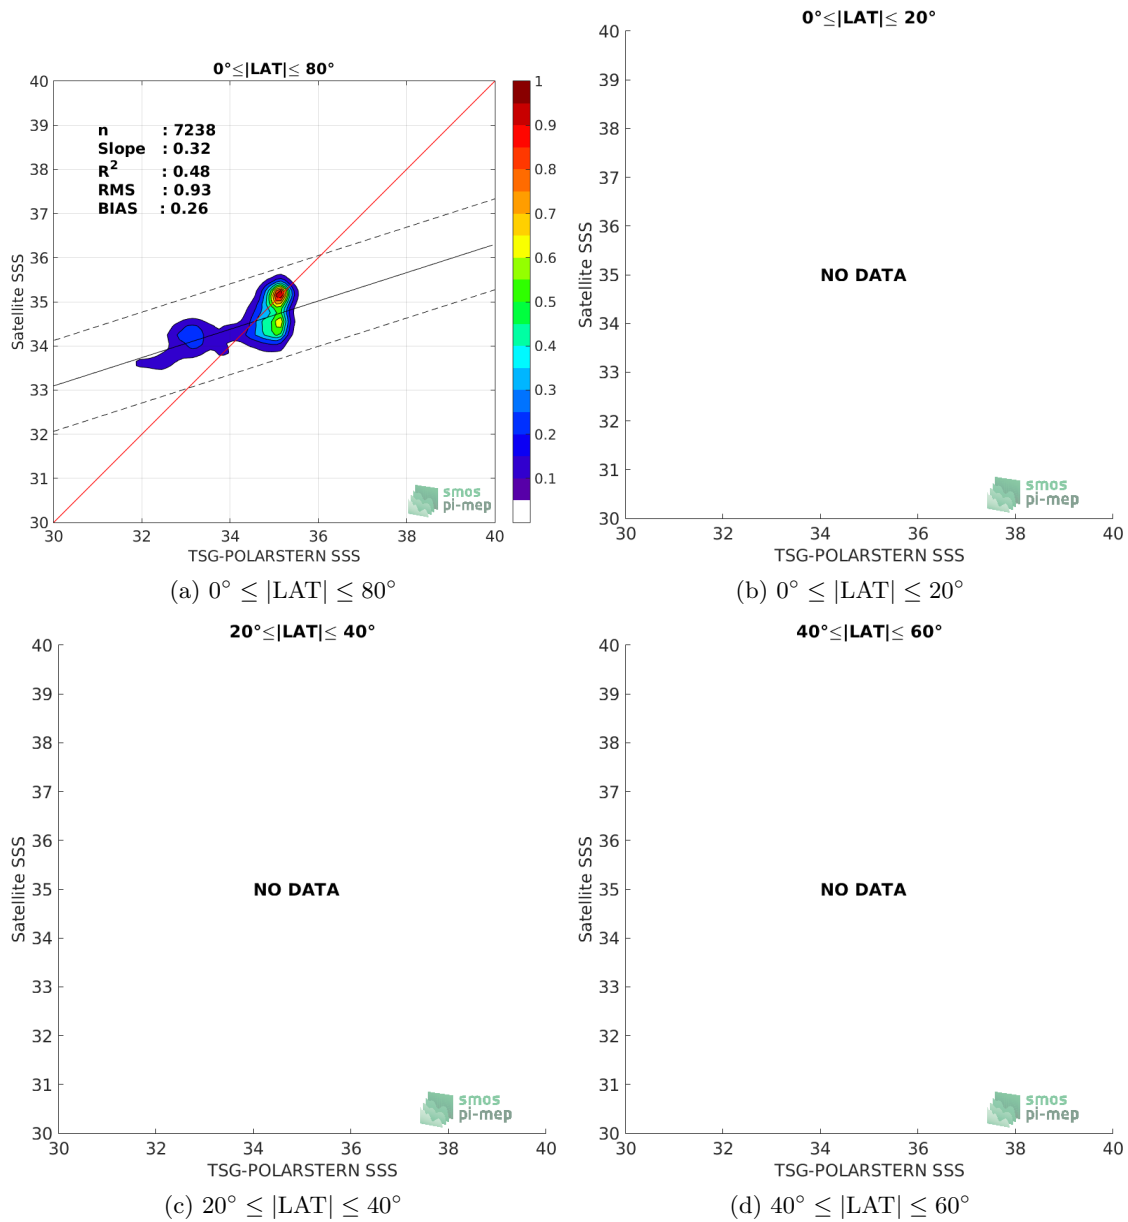 0°≤|LAT|≤ 80°
40
39
38
37
36
35
34
33
32
31
30
n : 7238
Slope : 0.32
R² : 0.48
RMS : 0.93
BIAS : 0.26
Satellite SSS
30 32 34 36 38 40
TSG-POLARSTERN SSS
smos
pi-mep
1
0.9
0.8
0.7
0.6
0.5
0.4
0.3
0.2
0.1
(a) 0° ≤ |LAT| ≤ 80°
0°≤|LAT|≤ 20°
40
39
38
37
36
35
34
33
32
31
30
Satellite SSS
NO DATA
smos
pi-mep
30 32 34 36 38 40
TSG-POLARSTERN SSS
(b) 0° ≤ |LAT| ≤ 20°
20°≤|LAT|≤ 40°
40
39
38
37
36
35
34
33
32
31
30
Satellite SSS
NO DATA
smos
pi-mep
30 32 34 36 38 40
TSG-POLARSTERN SSS
(c) 20° ≤ |LAT| ≤ 40°
40°≤|LAT|≤ 60°
40
39
38
37
36
35
34
33
32
31
30
Satellite SSS
NO DATA
smos
pi-mep
30 32 34 36 38 40
TSG-POLARSTERN SSS
(d) 40° ≤ |LAT| ≤ 60°